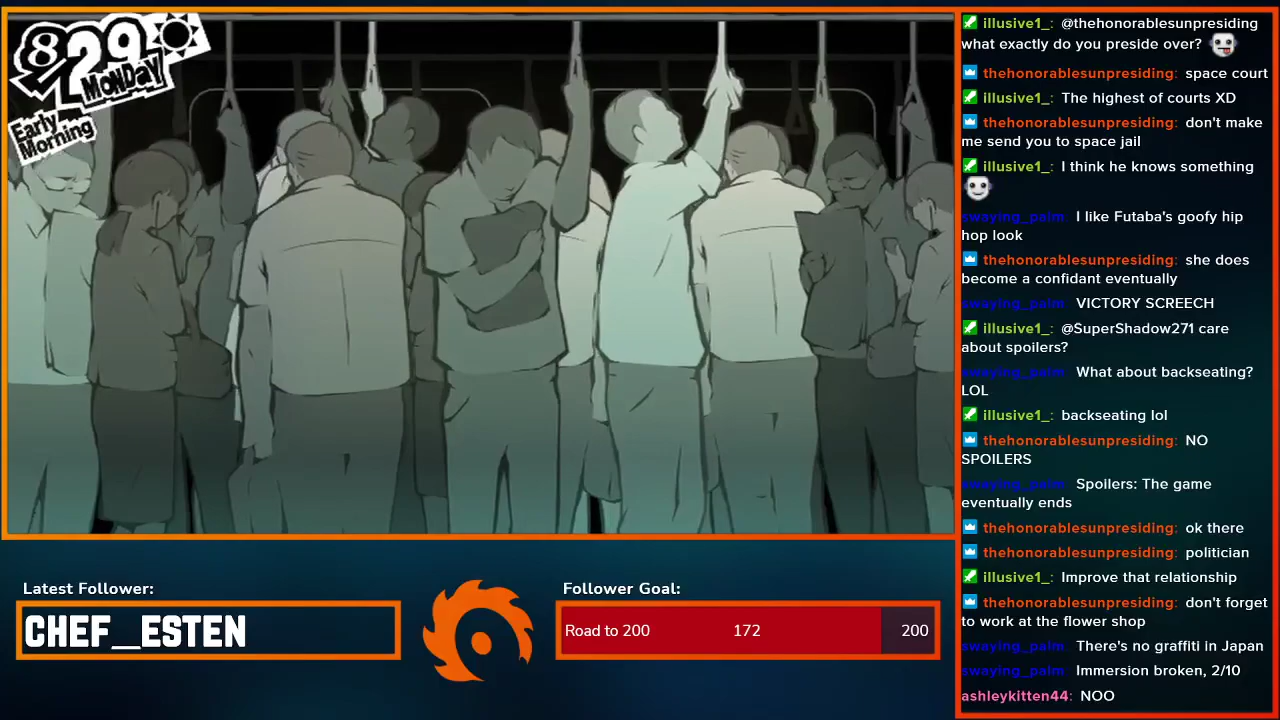 8/29
MONDAY
Early
Morning
illusive1_: @thehonorablesunpresiding
what exactly do you preside over?
thehonorablesunpresiding: space court
illusive1_: The highest of courts XD
thehonorablesunpresiding: don't make
me send you to space jail
illusive1_: I think he knows something
swaying_palm: I like Futaba's goofy hip
hop look
thehonorablesunpresiding: she does
become a confidant eventually
swaying_palm: VICTORY SCREECH
illusive1_: @SuperShadow271 care
about spoilers?
swaying_palm: What about backseating?
LOL
illusive1_: backseating lol
thehonorablesunpresiding: NO
SPOILERS
swaying_palm: Spoilers: The game
eventually ends
thehonorablesunpresiding: ok there
thehonorablesunpresiding: politician
illusive1_: Improve that relationship
thehonorablesunpresiding: don't forget
to work at the flower shop
swaying_palm: There's no graffiti in Japan
swaying_palm: Immersion broken, 2/10
ashleykitten44: NOO
Latest Follower:
CHEF_ESTEN
Follower Goal:
Road to 200 172 200